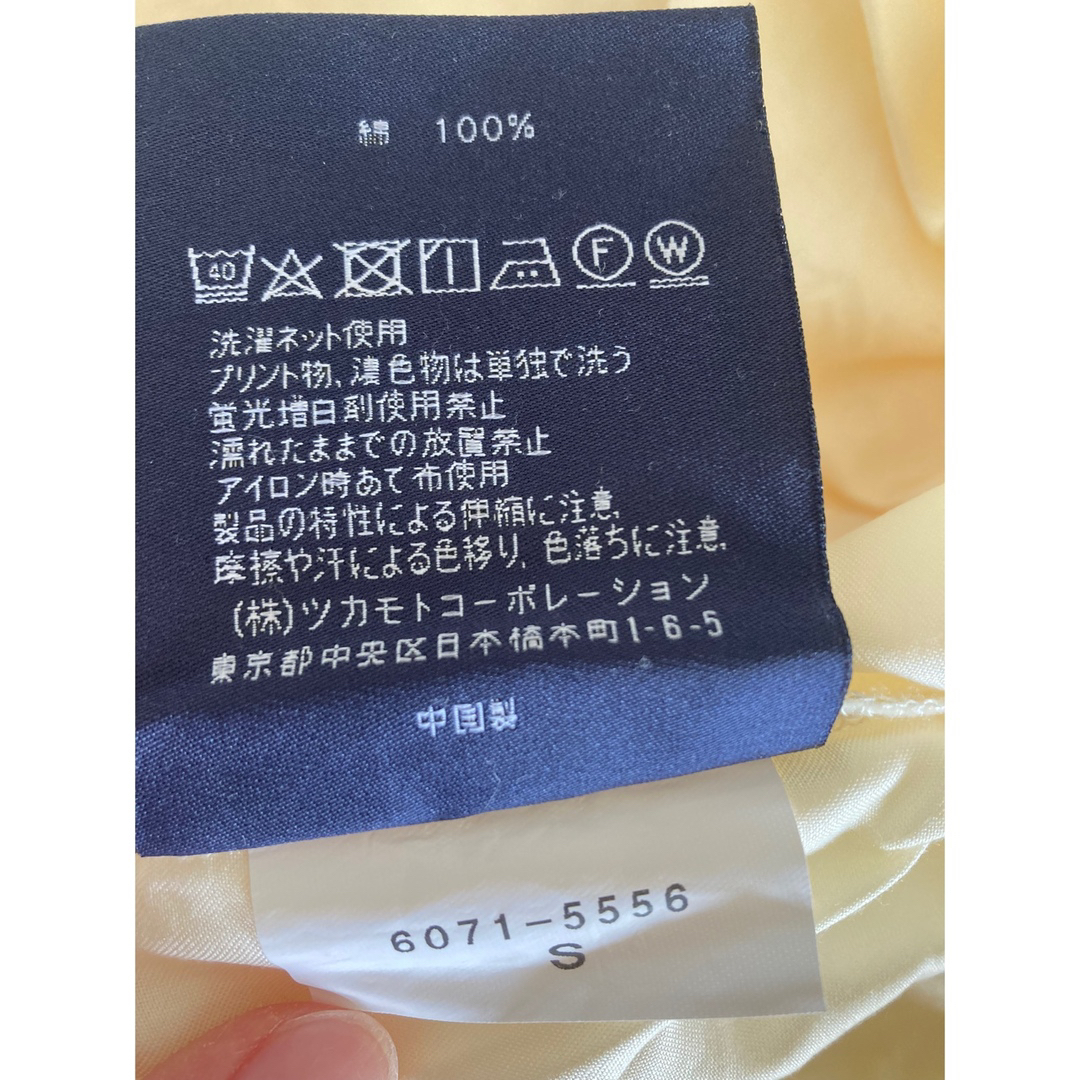 綿 100%
40 F W
洗濯ネット使用
プリント物、濃色物は単独で洗う
蛍光増白剤使用禁止
濡れたままでの放置禁止
アイロン時あて布使用
製品の特性による伸縮に注意、
摩擦や汗による色移り、色落ちに注意、
(株)ツカモトコーポレーション
東京都中央区日本橋本町1-6-5
中国製
6071-5556
S